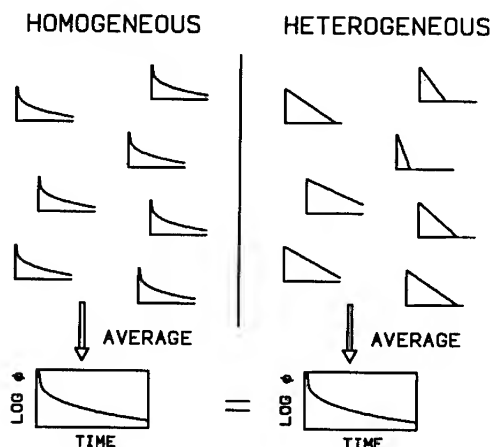 HOMOGENEOUS
HETEROGENEOUS
AVERAGE
AVERAGE
LOG ϕ
TIME
=
LOG ϕ
TIME